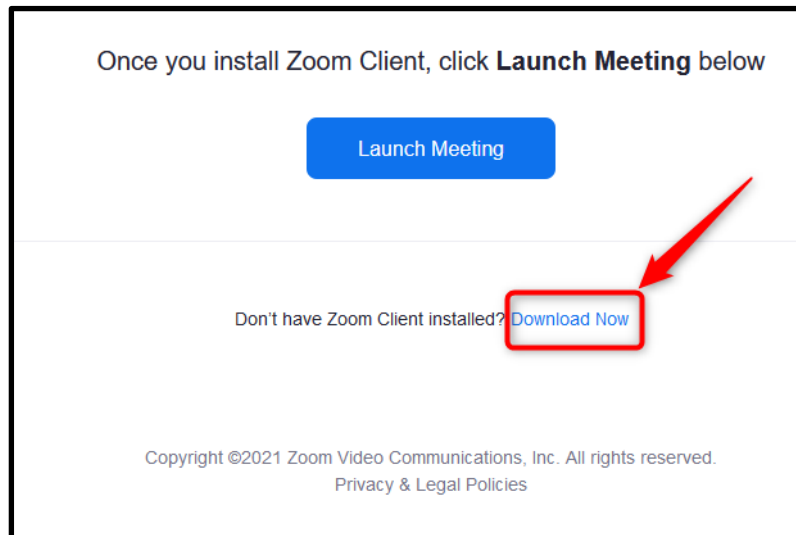 Once you install Zoom Client, click Launch Meeting below
Launch Meeting
Don't have Zoom Client installed? Download Now
Copyright ©2021 Zoom Video Communications, Inc. All rights reserved.
Privacy & Legal Policies